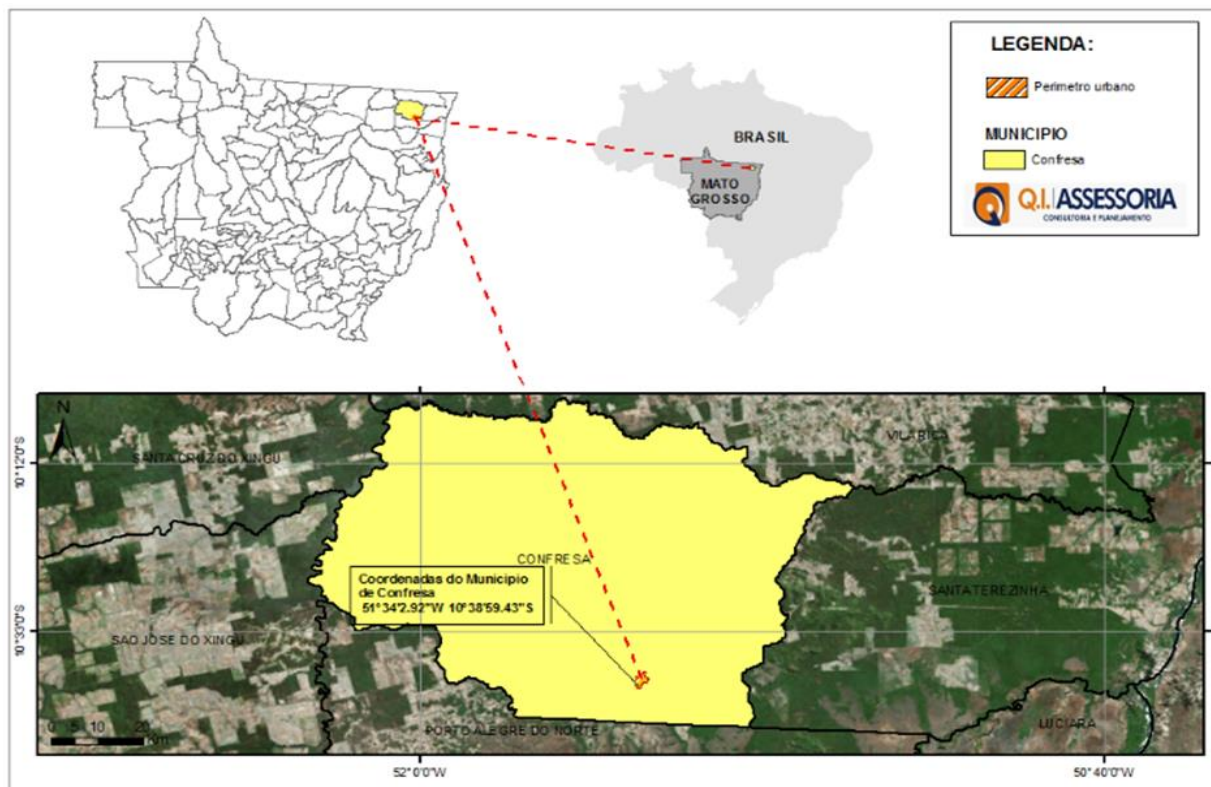 LEGENDA:
Perimetro urbano
MUNICIPIO
Confresa
Q.I. ASSESSORIA
CONSULTORIA E PLANEJAMENTO
BRASIL
MATO
GROSSO
N
10°12'0"S
10°33'0"S
SANTA CRUZ DO XINGU
VILA RICA
CONFRESA
Coordenadas do Municipio
de Confresa
51°34'2.92"W 10°38'59.43"S
SANTA TEREZINHA
SAO JOSE DO XINGU
PORTO ALEGRE DO NORTE
LUCIARA
0 5 10 20
Km
52°0'0"W
50°40'0"W